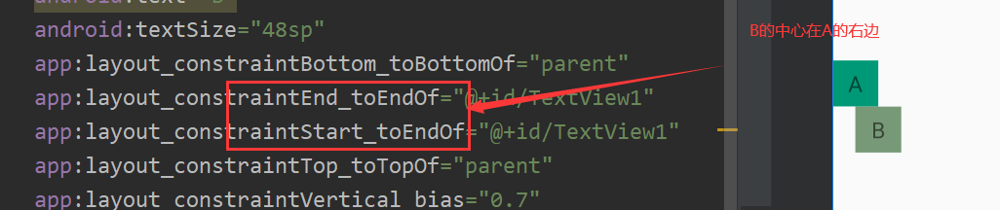 android:text="B"
android:textSize="48sp"
app:layout_constraintBottom_toBottomOf="parent"
app:layout_constraintEnd_toEndOf="@+id/TextView1"
app:layout_constraintStart_toEndOf="@+id/TextView1"
app:layout_constraintTop_toTopOf="parent"
app:layout_constraintVertical_bias="0.7"
B的中心在A的右边
A
B